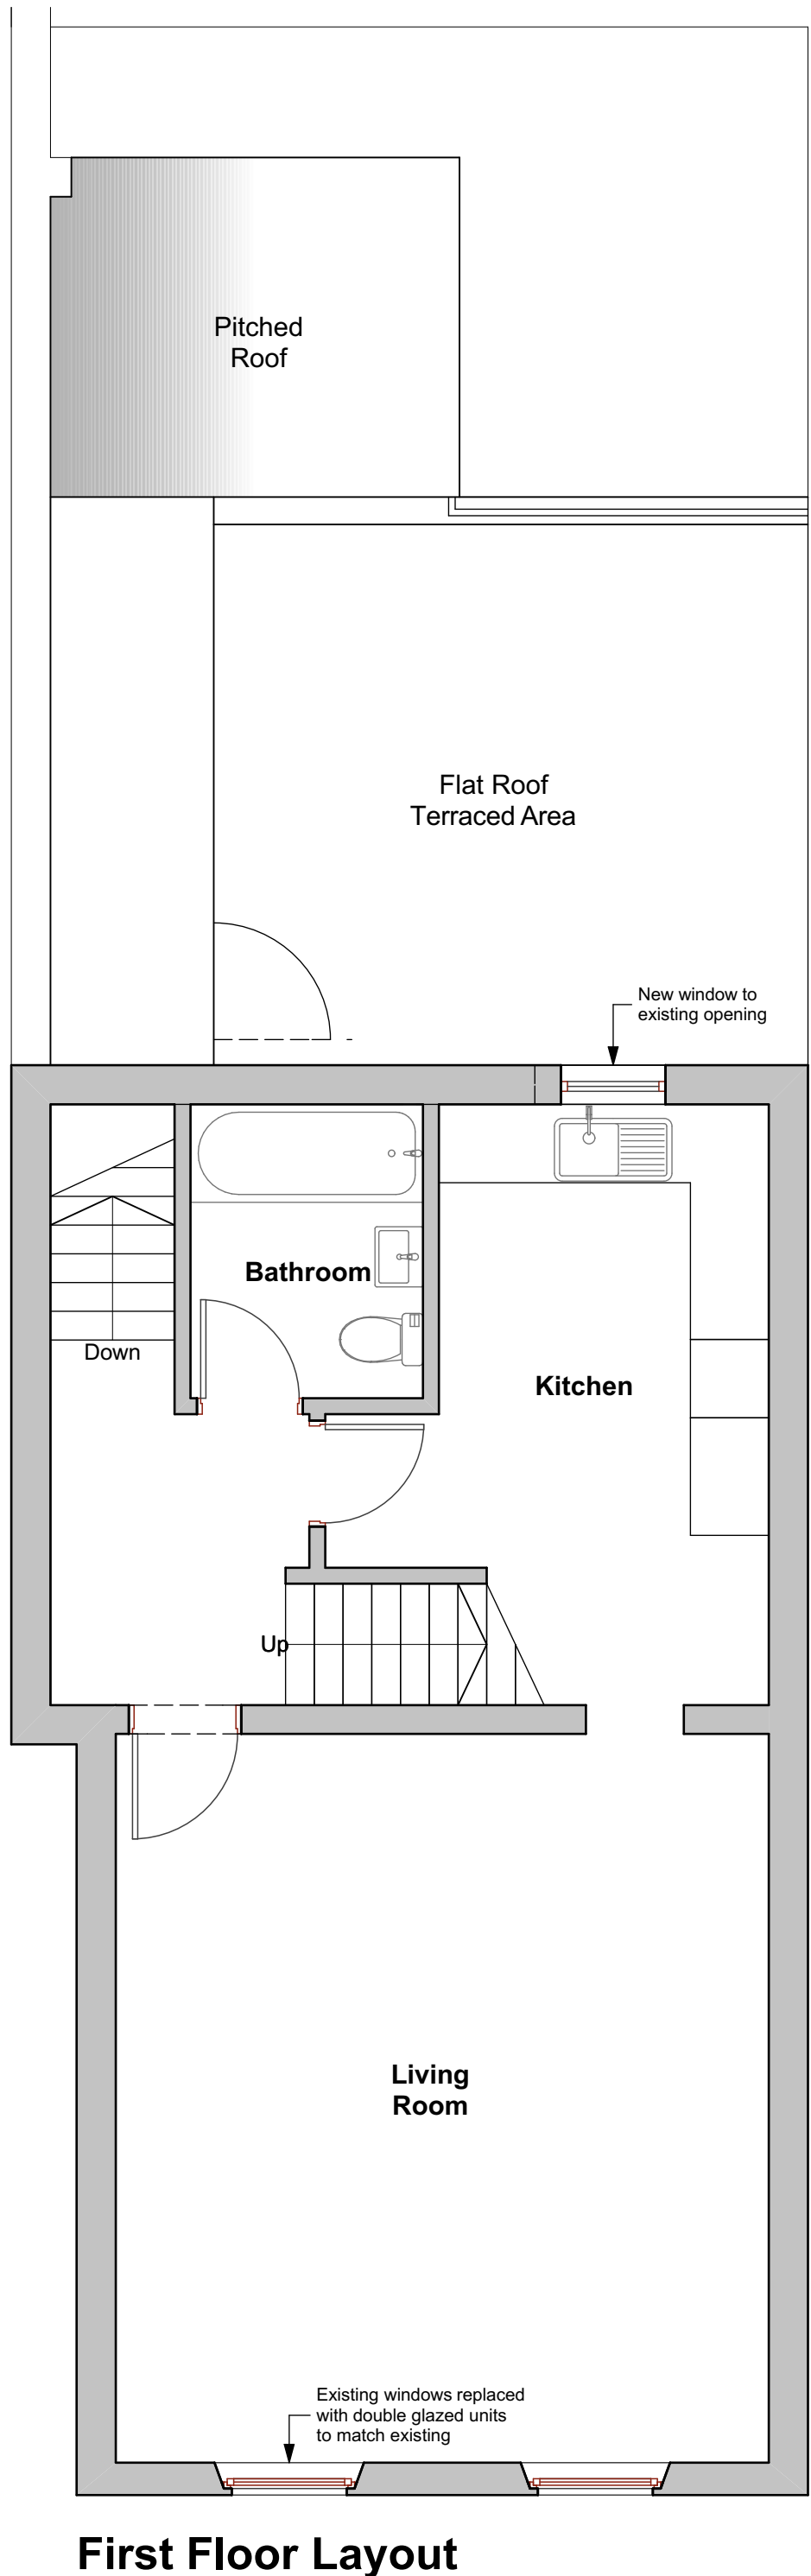 Pitched
Roof
Flat Roof
Terraced Area
New window to
existing opening
Bathroom
Down
Kitchen
Up
Living
Room
Existing windows replaced
with double glazed units
to match existing
First Floor Layout